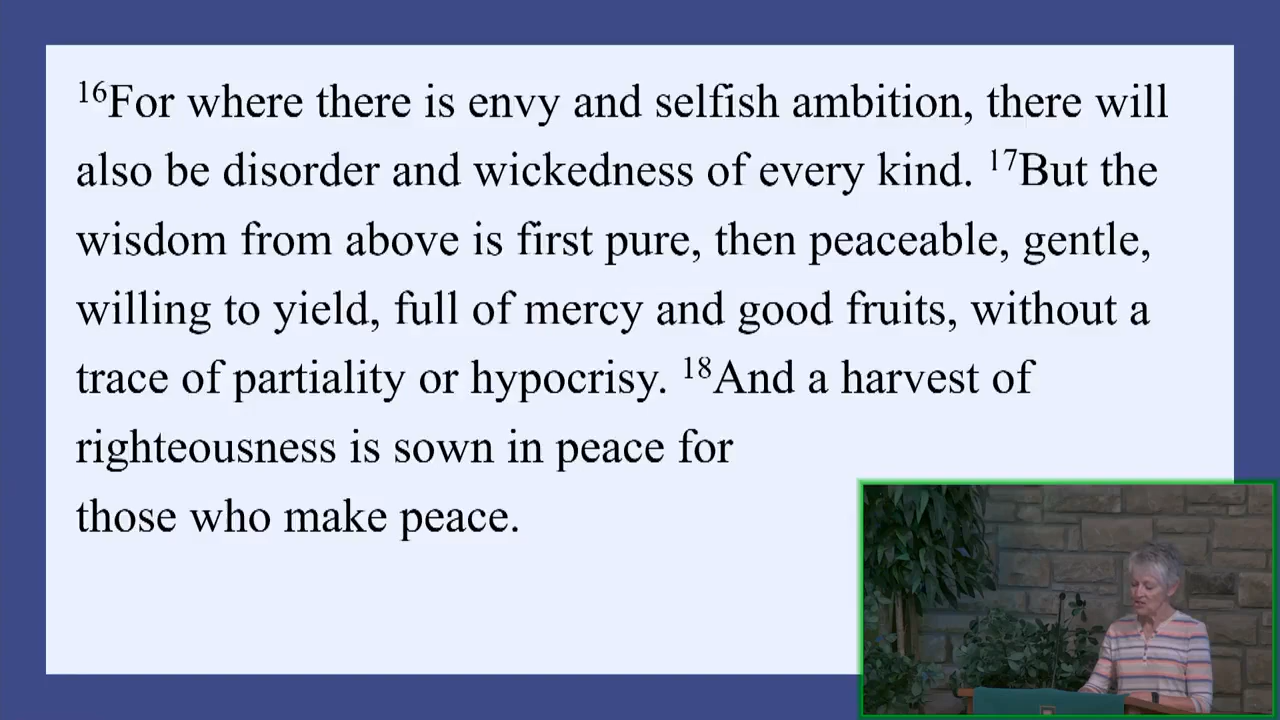 16For where there is envy and selfish ambition, there will
also be disorder and wickedness of every kind. 17But the
wisdom from above is first pure, then peaceable, gentle,
willing to yield, full of mercy and good fruits, without a
trace of partiality or hypocrisy. 18And a harvest of
righteousness is sown in peace for
those who make peace.